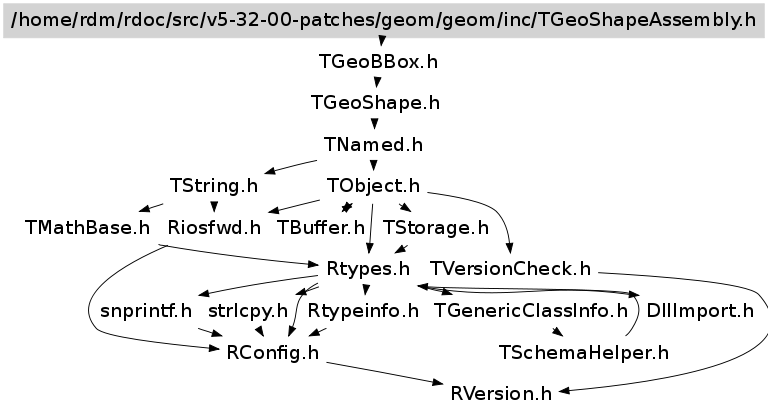 /home/rdm/rdoc/src/v5-32-00-patches/geom/geom/inc/TGeoShapeAssembly.h
TGeoBBox.h
TGeoShape.h
TNamed.h
TString.h TObject.h
TMathBase.h Riosfwd.h TBuffer.h TStorage.h
Rtypes.h TVersionCheck.h
snprintf.h strlcpy.h Rtypeinfo.h TGenericClassInfo.h DllImport.h
RConfig.h TSchemaHelper.h
RVersion.h